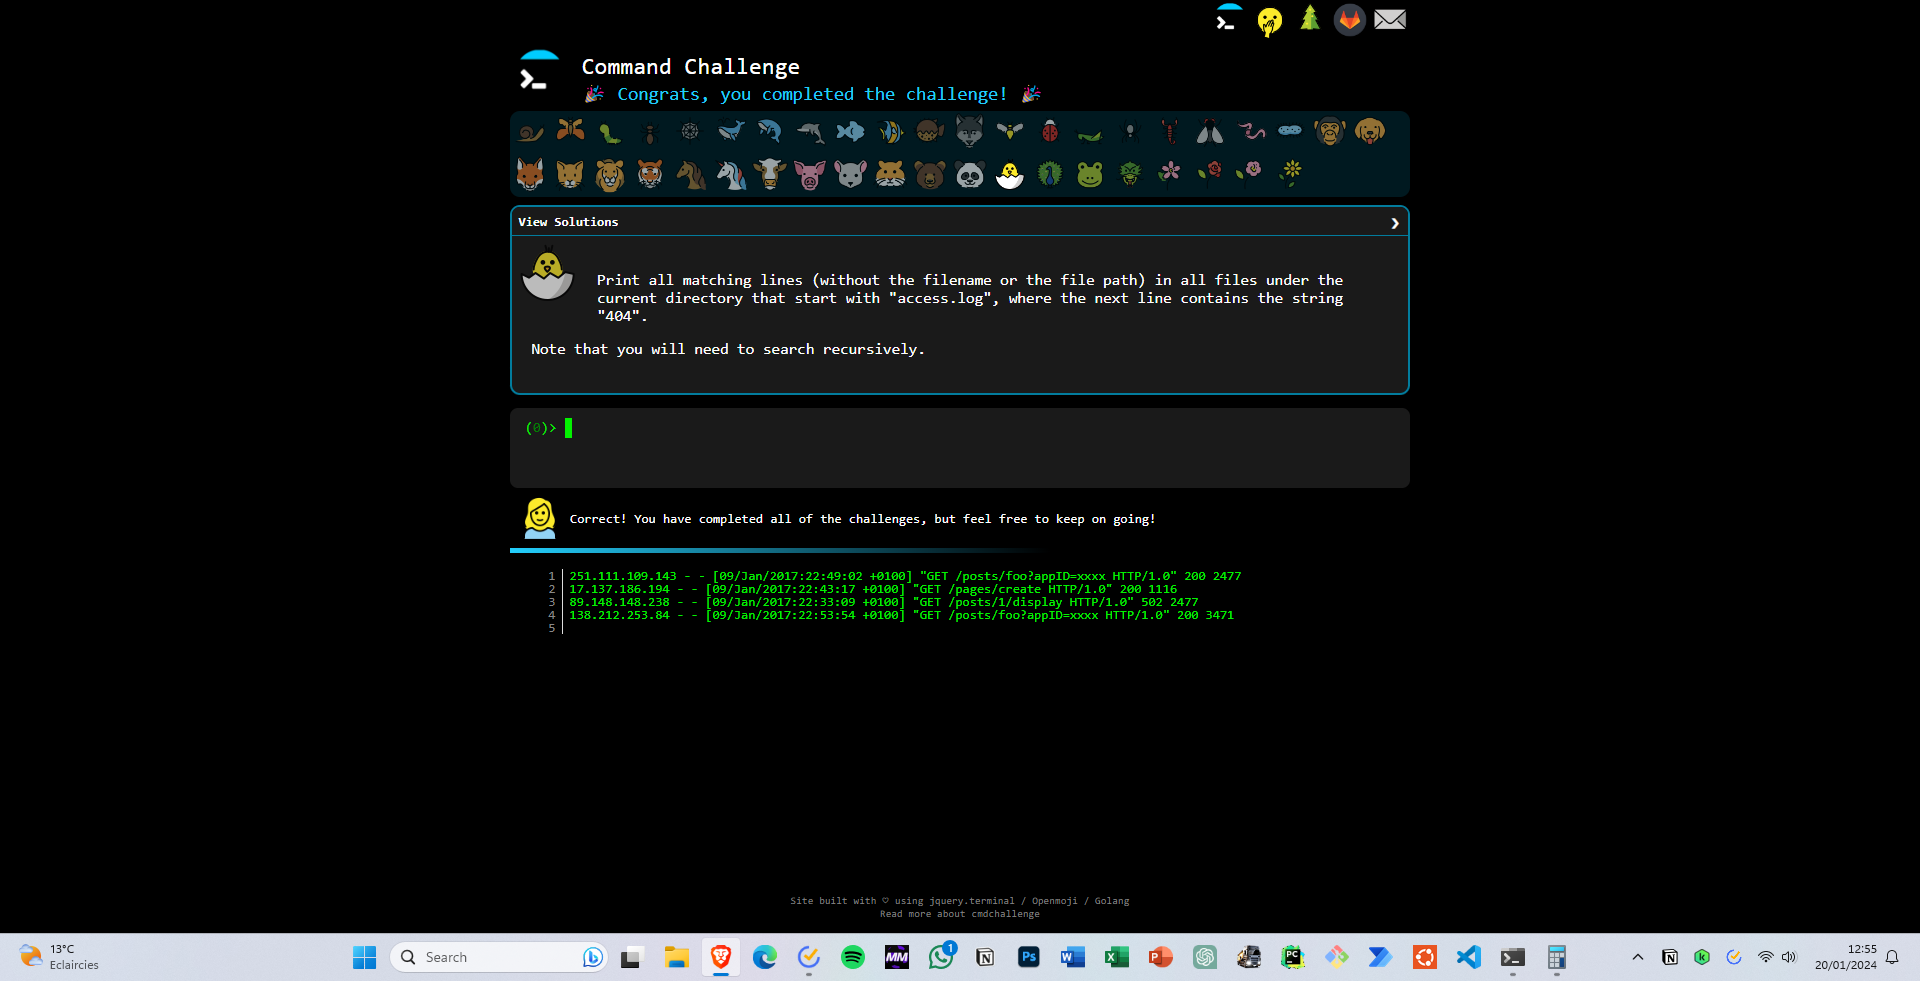 Command Challenge
Congrats, you completed the challenge!
View Solutions
Print all matching lines (without the filename or the file path) in all files under the
current directory that start with "access.log", where the next line contains the string
"404".
Note that you will need to search recursively.
(0)>
Correct! You have completed all of the challenges, but feel free to keep on going!
1 251.111.109.143 - - [09/Jan/2017:22:49:02 +0100] "GET /posts/foo?appID=xxxx HTTP/1.0" 200 2477
2 17.137.186.194 - - [09/Jan/2017:22:43:17 +0100] "GET /pages/create HTTP/1.0" 200 1116
3 89.148.148.238 - - [09/Jan/2017:22:33:09 +0100] "GET /posts/1/display HTTP/1.0" 502 2477
4 138.212.253.84 - - [09/Jan/2017:22:53:54 +0100] "GET /posts/foo?appID=xxxx HTTP/1.0" 200 3471
5
Site built with ♡ using jquery.terminal / Openmoji / Golang
Read more about cmdchallenge
13°C
Eclaircies
Search
MM
1
N
Ps
W
X
P
PC
N
k
12:55
20/01/2024